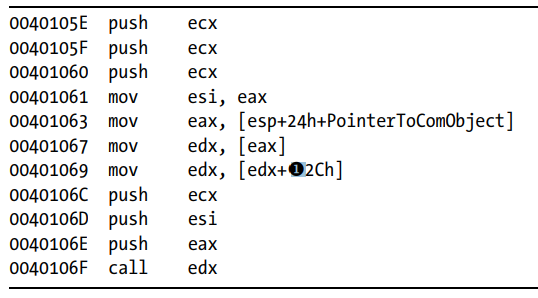 0040105E push ecx
0040105F push ecx
00401060 push ecx
00401061 mov esi, eax
00401063 mov eax, [esp+24h+PointerToComObject]
00401067 mov edx, [eax]
00401069 mov edx, [edx+❶2Ch]
0040106C push ecx
0040106D push esi
0040106E push eax
0040106F call edx